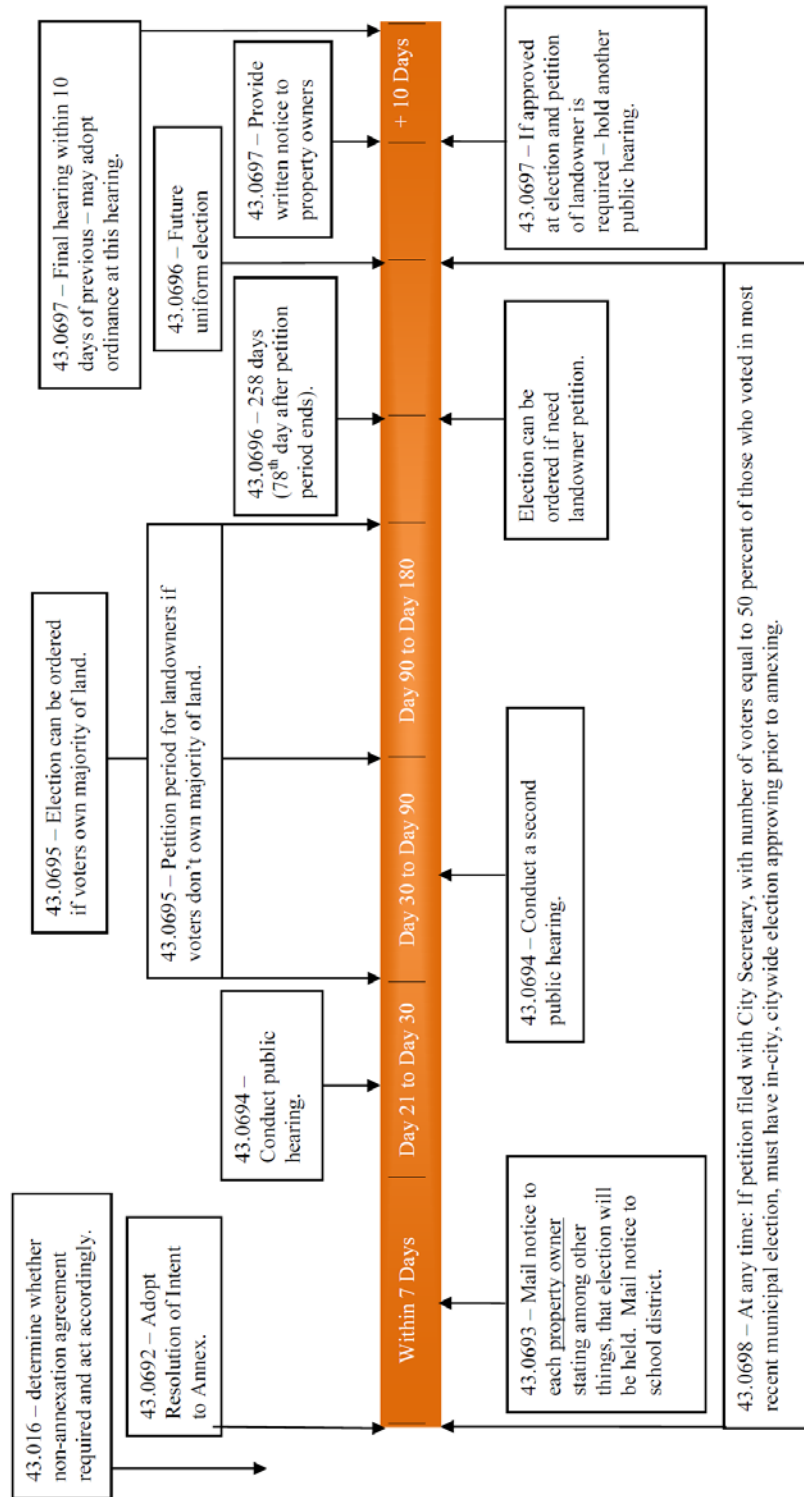 43.016 – determine whether
non-annexation agreement
required and act accordingly.
43.0692 – Adopt
Resolution of Intent
to Annex.
43.0694 –
Conduct public
hearing.
43.0695 – Election can be ordered
if voters own majority of land.
43.0695 – Petition period for landowners if
voters don’t own majority of land.
43.0696 – 258 days
(78th day after petition
period ends).
43.0696 – Future
uniform election
43.0697 – Final hearing within 10
days of previous – may adopt
ordinance at this hearing.
43.0697 – Provide
written notice to
property owners
Within 7 Days
Day 21 to Day 30
Day 30 to Day 90
Day 90 to Day 180
+ 10 Days
43.0693 – Mail notice to
each property owner
stating among other
things, that election will
be held. Mail notice to
school district.
43.0694 – Conduct a second
public hearing.
Election can be
ordered if need
landowner petition.
43.0697 – If approved
at election and petition
of landowner is
required – hold another
public hearing.
43.0698 – At any time: If petition filed with City Secretary, with number of voters equal to 50 percent of those who voted in most
recent municipal election, must have in-city, citywide election approving prior to annexing.